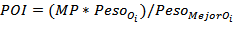 POI = (MP * Peso_{O_i})/Peso_{MejorO_i}